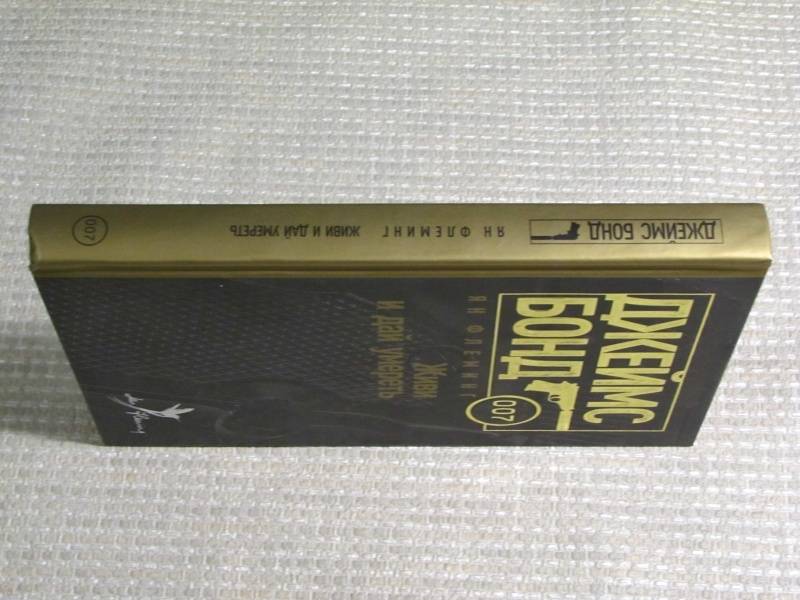 ДЖЕЙМС БОНД
ЯН ФЛЕМИНГ
ЖИВИ И ДАЙ УМЕРЕТЬ
007
ДЖЕЙМС
БОНД
007
ЯН ФЛЕМИНГ
Живи
и дай умереть